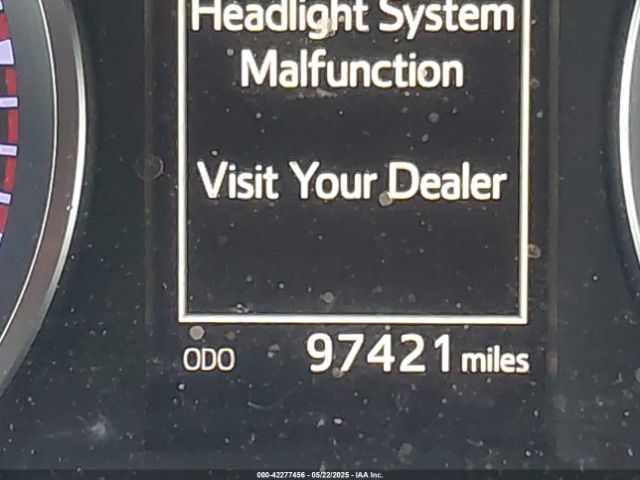 Headlight System
Malfunction
Visit Your Dealer
ODO 97421 miles
000-42277456 - 05/22/2025 - IAA Inc.